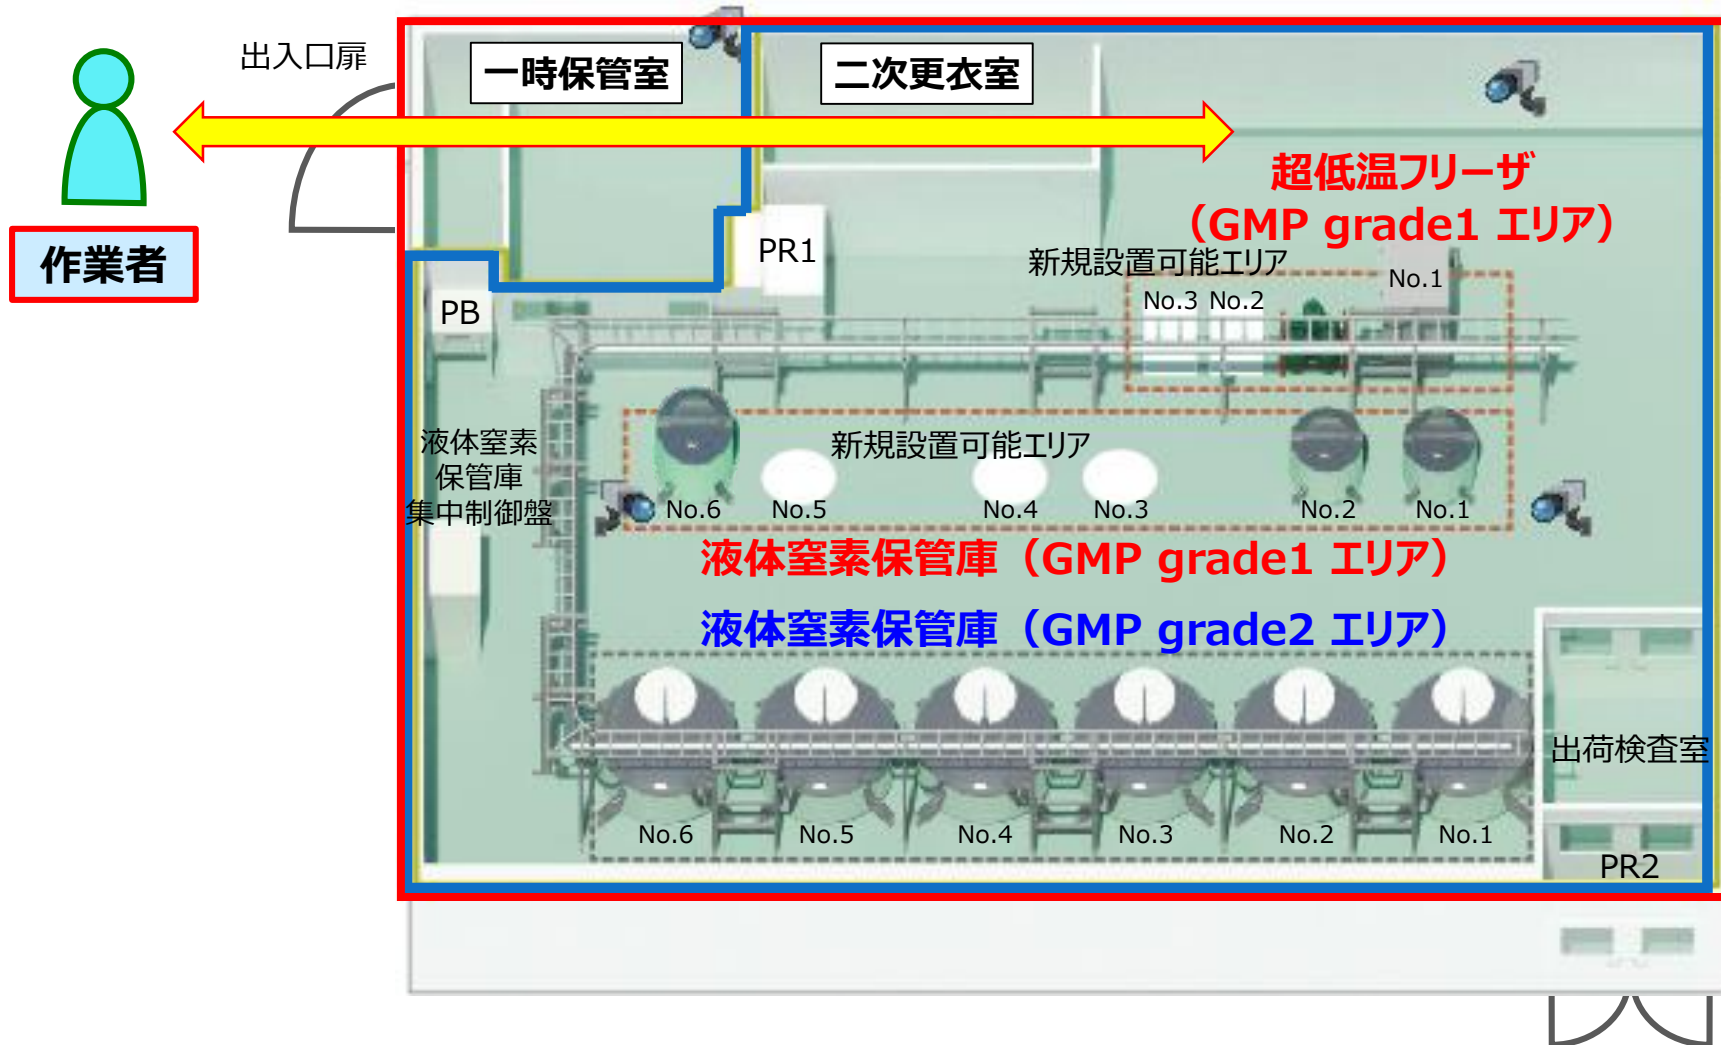 出入口扉
一時保管室
二次更衣室
作業者
超低温フリーザ
（GMP grade1 エリア）
PR1
新規設置可能エリア
No.1
No.3
No.2
PB
液体窒素
保管庫
集中制御盤
新規設置可能エリア
No.6
No.5
No.4
No.3
No.2
No.1
液体窒素保管庫（GMP grade1 エリア）
液体窒素保管庫（GMP grade2 エリア）
出荷検査室
No.6
No.5
No.4
No.3
No.2
No.1
PR2